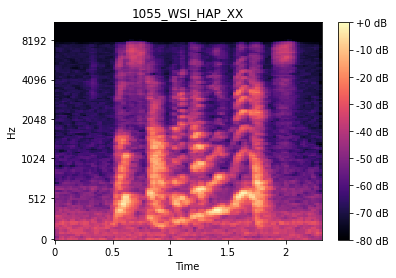 1055_WSI_HAP_XX
+0 dB
8192
-10 dB
4096
-20 dB
-30 dB
2048
Hz
-40 dB
1024
-50 dB
512
-60 dB
-70 dB
0
-80 dB
0
0.5
1
1.5
2
Time